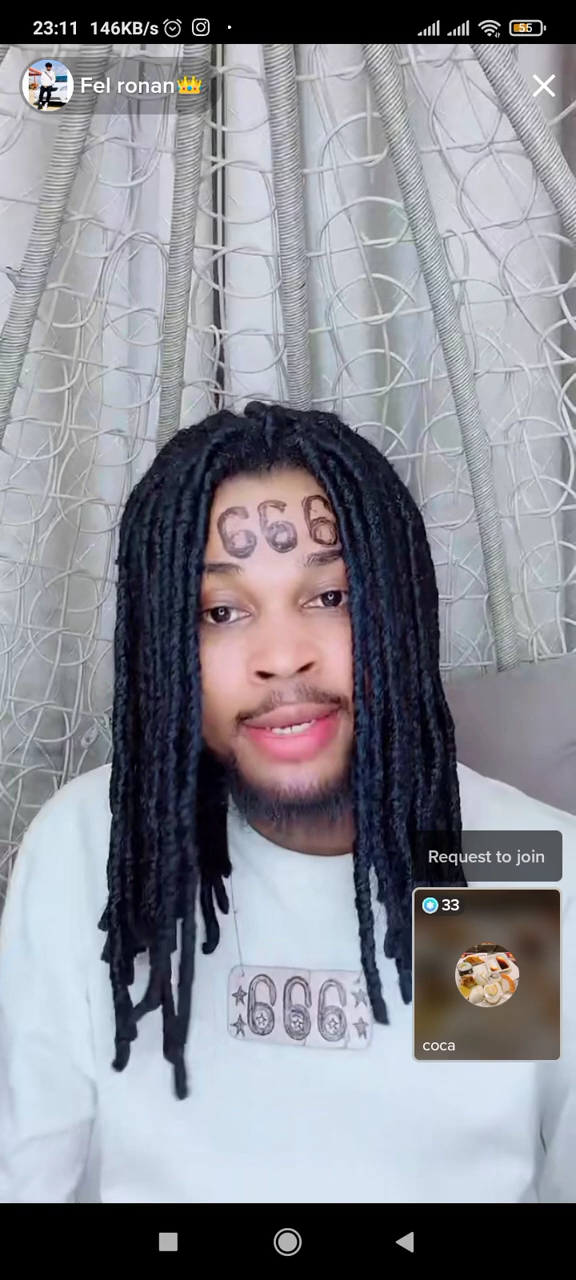 23:11 146KB/s
55
Fel ronan👑
666
Request to join
33
666
coca